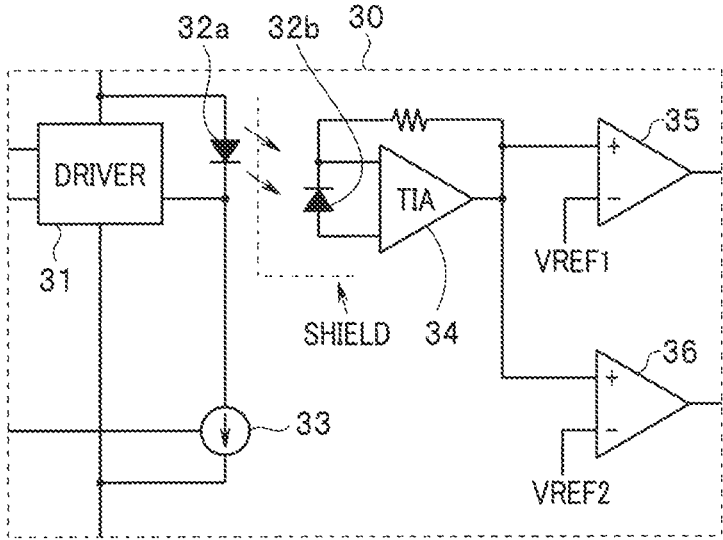 32a 32b 30
35
+
DRIVER
TIA
-
31
VREF1
SHIELD 34
36
+
33
-
VREF2